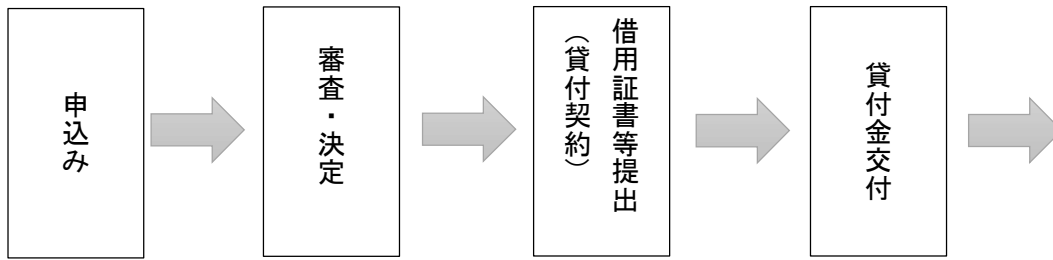 申込み
審査・決定
借用証書等提出
（貸付契約）
貸付金交付